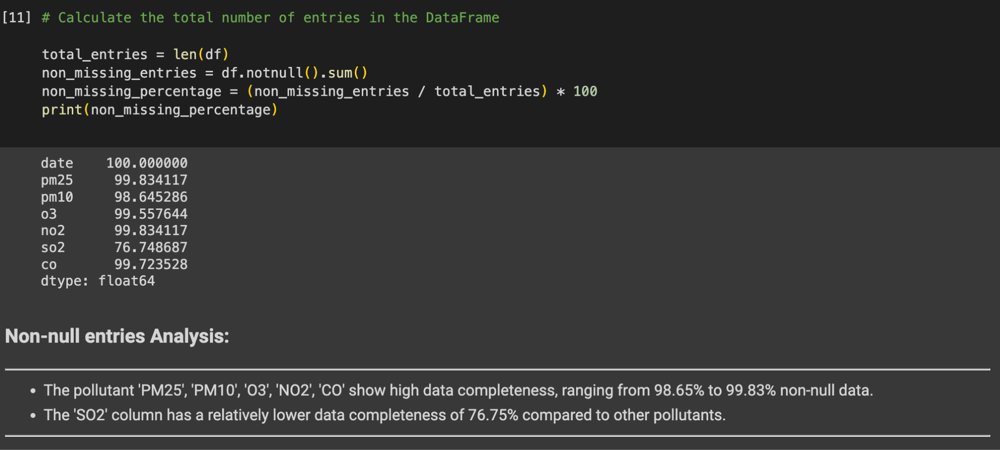 [11] # Calculate the total number of entries in the DataFrame
total_entries = len(df)
non_missing_entries = df.notnull().sum()
non_missing_percentage = (non_missing_entries / total_entries) * 100
print(non_missing_percentage)
date    100.000000
pm25     99.834117
pm10     98.645286
o3       99.557644
no2      99.834117
so2      76.748687
co       99.723528
dtype: float64
Non-null entries Analysis:
• The pollutant 'PM25', 'PM10', 'O3', 'NO2', 'CO' show high data completeness, ranging from 98.65% to 99.83% non-null data.
• The 'SO2' column has a relatively lower data completeness of 76.75% compared to other pollutants.